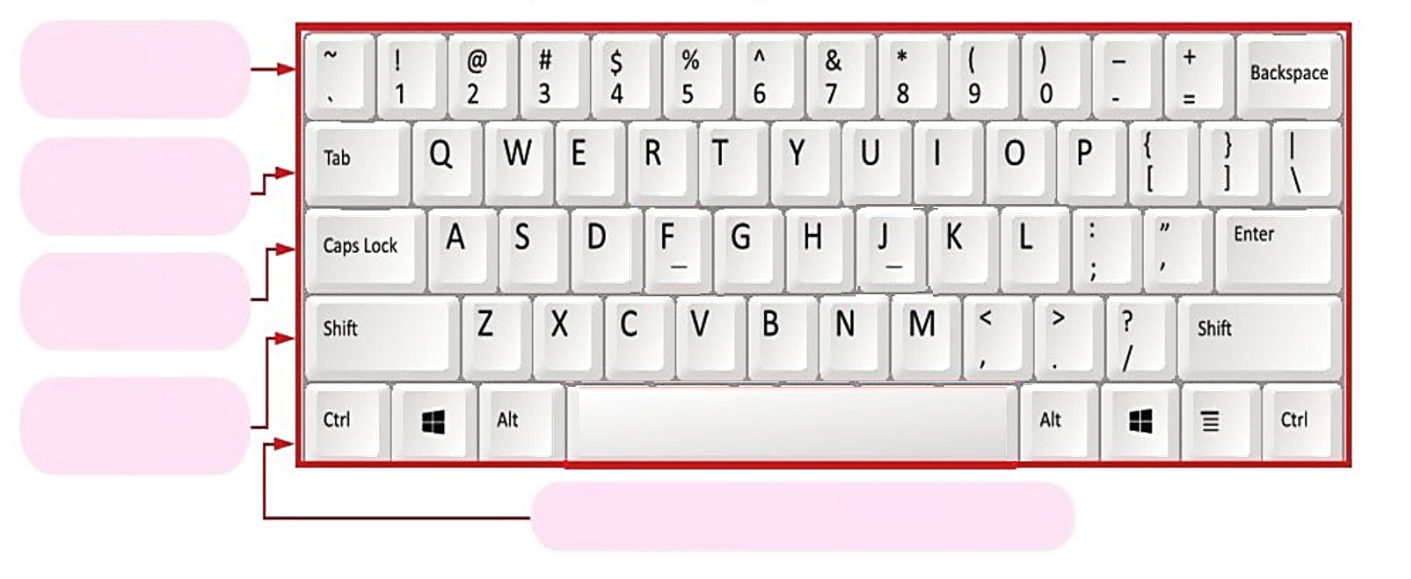 ~ ! @ # $ % ^ & * ( ) – +
` 1 2 3 4 5 6 7 8 9 0 - = Backspace
Tab Q W E R T Y U I O P { [ } ] | \
Caps Lock A S D F G H J K L : ; " ' Enter
Shift Z X C V B N M < , > . ? / Shift
Ctrl Alt Alt Ctrl